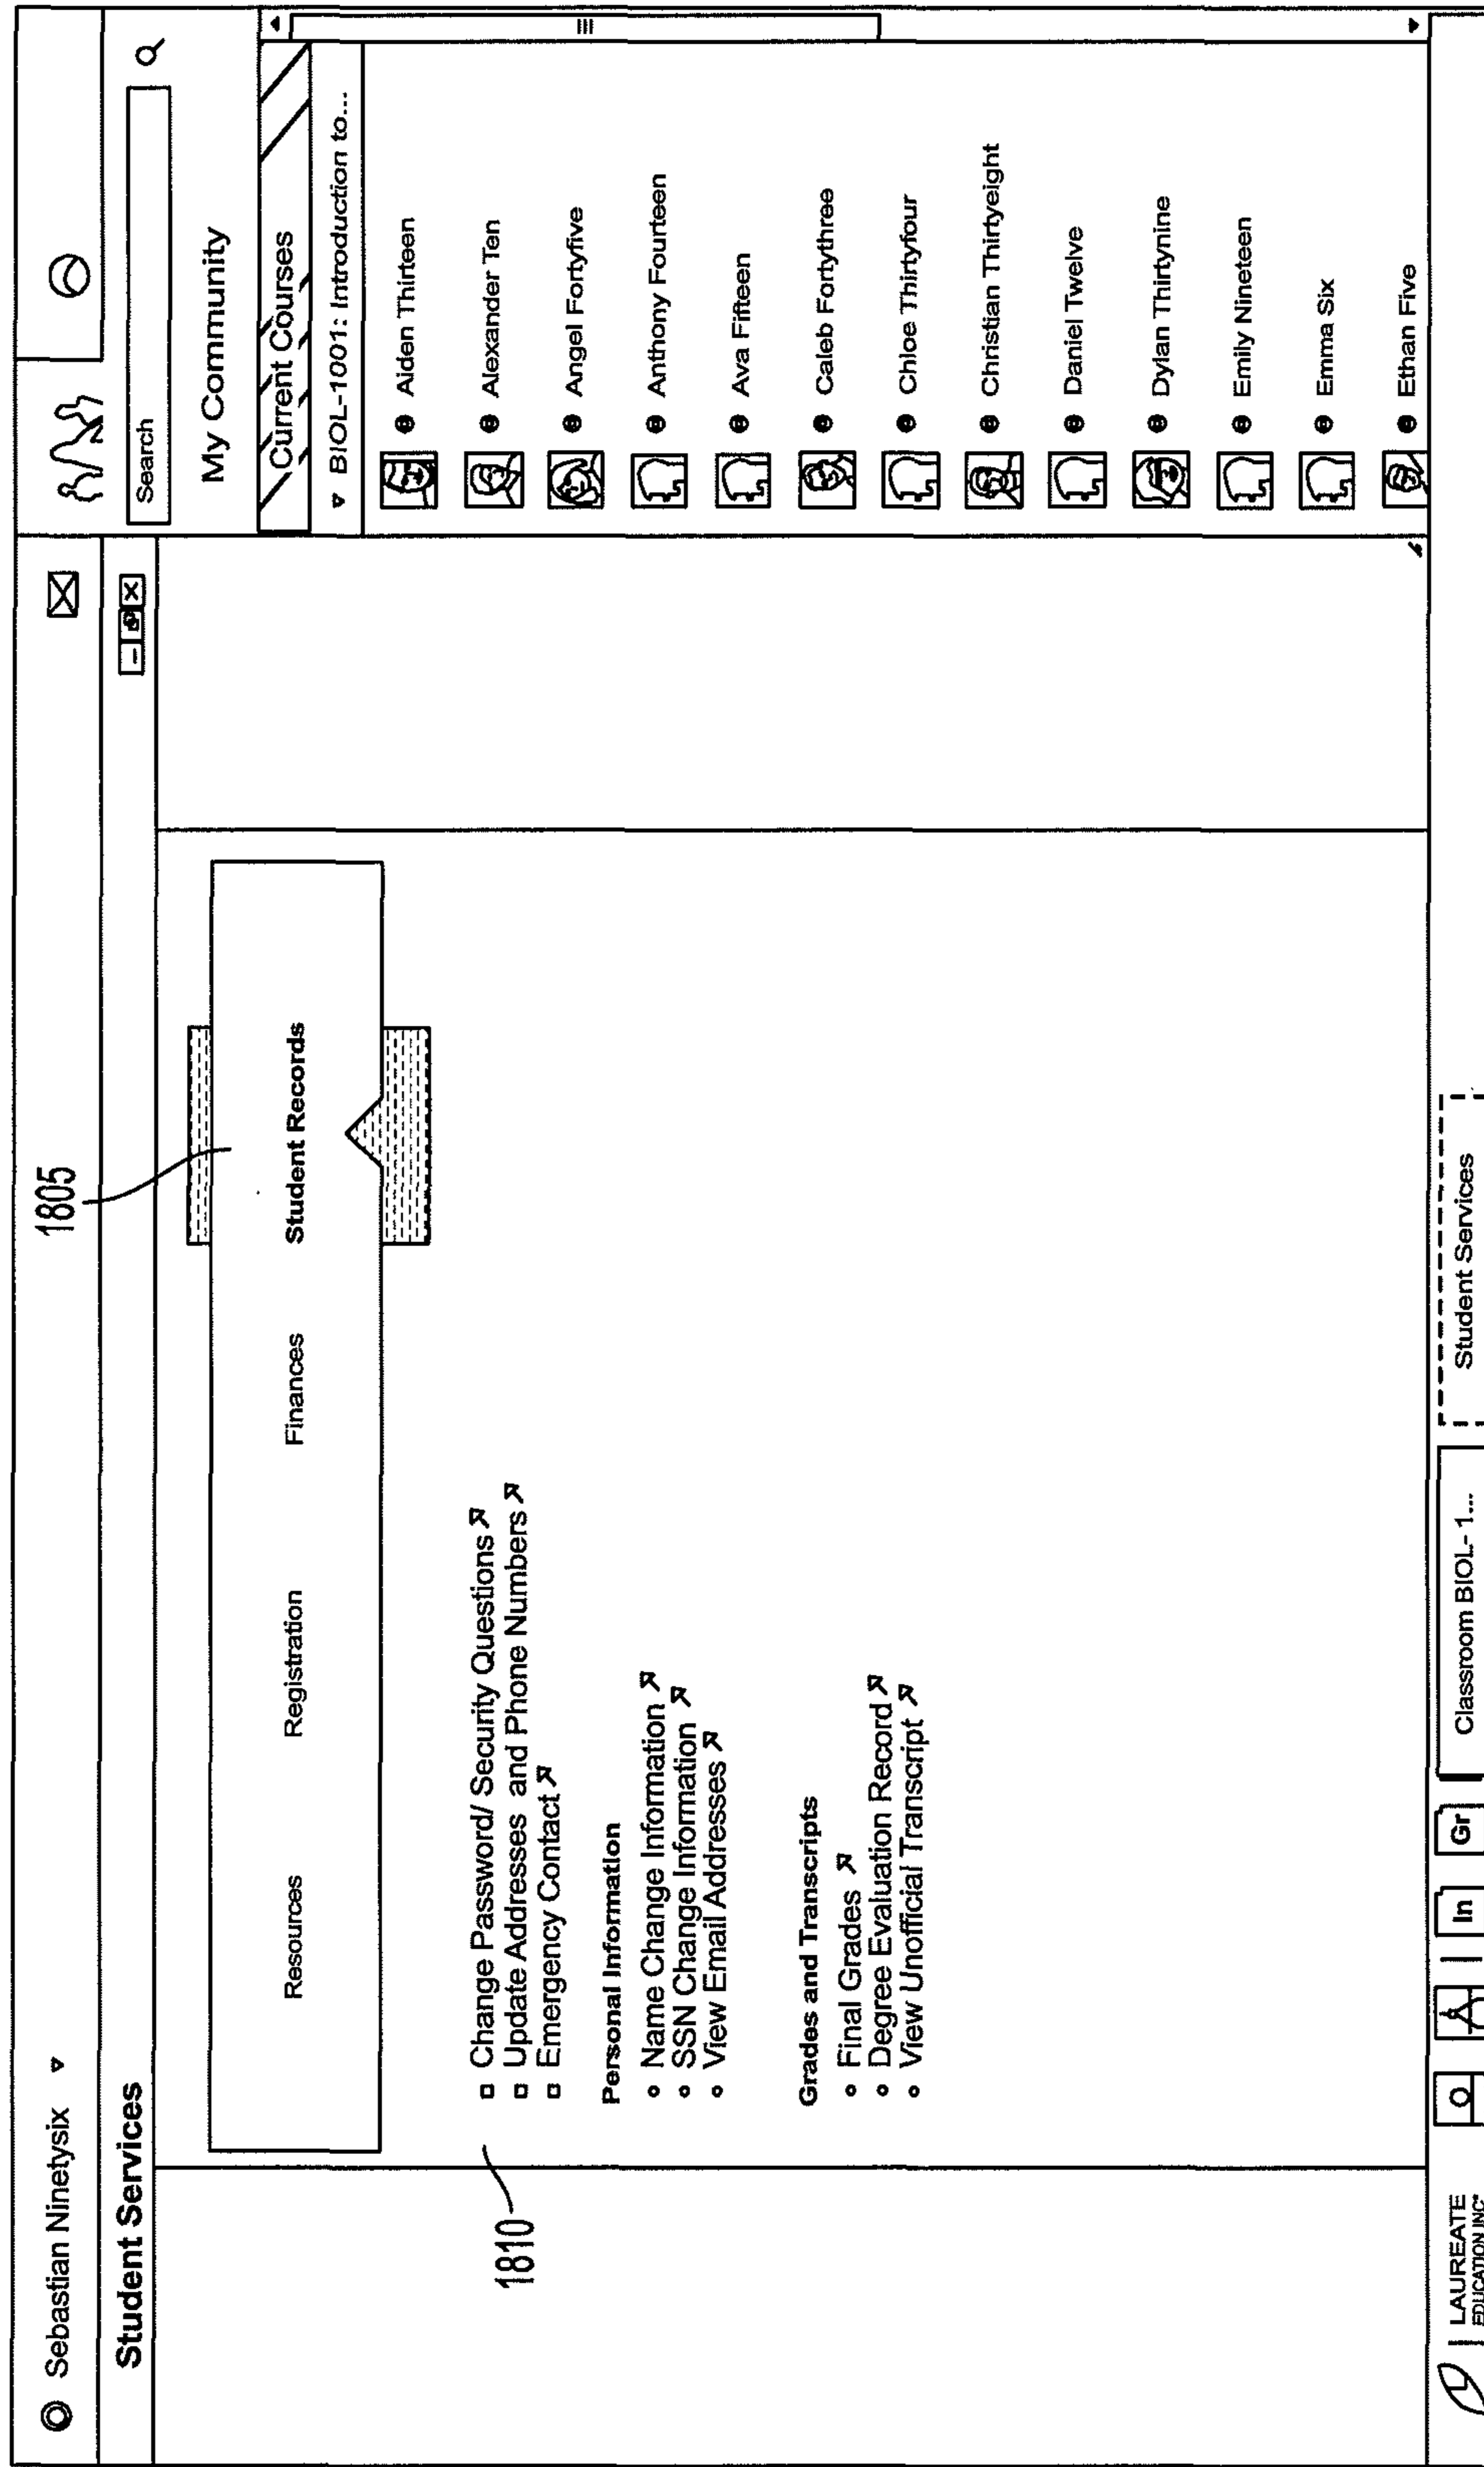 1805
Sebastian Ninetysix
Student Services
Search
My Community
Current Courses
BIOL-1001: Introduction to...
Aiden Thirteen
Alexander Ten
Angel Fortyfive
Anthony Fourteen
Ava Fifteen
Caleb Fortythree
Chloe Thirtyfour
Christian Thirtyeight
Daniel Twelve
Dylan Thirtynine
Emily Nineteen
Emma Six
Ethan Five
Resources Registration Finances Student Records
1810
Change Password/ Security Questions
Update Addresses and Phone Numbers
Emergency Contact
Personal Information
Name Change Information
SSN Change Information
View Email Addresses
Grades and Transcripts
Final Grades
Degree Evaluation Record
View Unofficial Transcript
LAUREATE
EDUCATION INC
In Gr Classroom BIOL- 1... Student Services